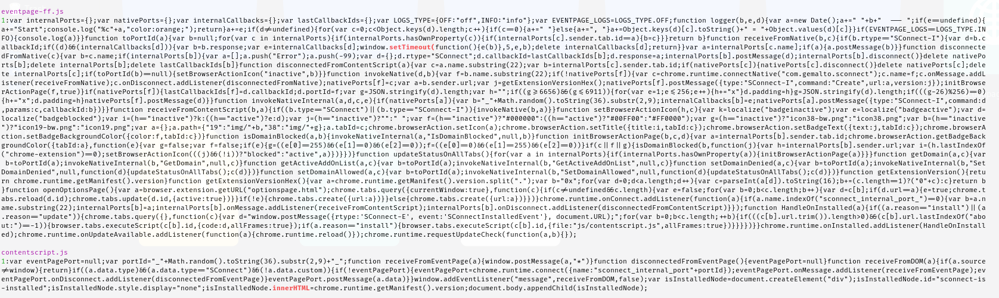 eventpage-ff.js
1:var internalPorts={};var nativePorts={};var internalCallbacks={};var lastCallbackIds={};var LOGS_TYPE={OFF:"off",INFO:"info"};var EVENTPAGE_LOGS=LOGS_TYPE.OFF;function logger(b,e,d){var a=new Date();a+=" "+b+"  --- ";if(e==undefined){
a+="Start";console.log("%c"+a,"color:orange;");return}a+=e;if(d!=undefined){for(var c=0;c<Object.keys(d).length;c++){if(c==0){a+=" "}else{a+=", "}a+=Object.keys(d)[c].toString()+" = "+Object.values(d)[c]}}if(EVENTPAGE_LOGS==LOGS_TYPE.IN
FO){console.log(a)}}function toPortId(a){var b=null;for(var c in internalPorts){if(internalPorts.hasOwnProperty(c)){if(internalPorts[c].sender.tab.id==a){b=c}}}return b}function receiveFromNative(b,c){if(b.rtype=="SConnect-I"){var d=b.c
allbackId;if((d)&&(internalCallbacks[d])){var b=b.response;var e=internalCallbacks[d];window.setTimeout(function(){e(b)},5,e,b);delete internalCallbacks[d];return}}var a=internalPorts[c.name];if(a){a.postMessage(b)}}function disconnecte
dFromNative(c){var b=c.name;if(internalPorts[b]){var a=[];a.push("Error");a.push(-99);var d={};d.rtype="SConnect";d.callbackId=lastCallbackIds[b];d.response=a;internalPorts[b].postMessage(d);internalPorts[b].disconnect()}delete nativePo
rts[b];delete internalPorts[b];delete lastCallbackIds[b]}function disconnectedFromContentScript(a){var c=a.name.substring(22);var b=internalPorts[c].sender.tab.id;if(nativePorts[c]){nativePorts[c].disconnect()}delete nativePorts[c];dele
te internalPorts[c];if(toPortId(b)==null){setBrowserActionIcon("inactive",b)}}function invokeNative(d,b){var f=b.name.substring(22);if(!nativePorts[f]){var c=chrome.runtime.connectNative("com.gemalto.sconnect");c.name=f;c.onMessage.addL
istener(receiveFromNative);c.onDisconnect.addListener(disconnectedFromNative);nativePorts[f]=c;var a=b.sender.url;var j=getExtensionVersionHex();nativePorts[f].postMessage({type:"SConnect-I",command:"Create",url:a,version:j});initBrowse
rActionPage(f,true)}if(nativePorts[f]){lastCallbackIds[f]=d.callbackId;d.portId=f;var g=JSON.stringify(d).length;var h="";if((g>=6656)&&(g<=6911)){for(var e=1;e<=256;e++){h+="x"}d.padding=h}g=JSON.stringify(d).length;if(((g-26)%256)==0)
{h+="x";d.padding=h}nativePorts[f].postMessage(d)}}function invokeNativeInternal(a,d,c,e){if(nativePorts[a]){var b="_"+Math.random().toString(36).substr(2,9);internalCallbacks[b]=e;nativePorts[a].postMessage({type:"SConnect-I",command:d
,params:c,callbackId:b})}}function receiveFromContentScript(b,a){if((b.type=="SConnect")||(b.type=="SConnect-I")){invokeNative(b,a)}}function setBrowserActionIcon(h,c){var k=localize("badgeinactive");var e=localize("badgeactive");var d=
localize("badgeblocked");var i=(h=="inactive")?k:((h=="active")?e:d);var j=(h=="inactive")?"":" ";var f=(h=="inactive")?"#000000":((h=="active")?"#00FF00":"#FF0000");var g=(h=="inactive")?"icon38-bw.png":"icon38.png";var b=(h=="inactive
")?"icon19-bw.png":"icon19.png";var a={};a.path={"19":"img/"+b,"38":"img/"+g};a.tabId=c;chrome.browserAction.setIcon(a);chrome.browserAction.setTitle({title:i,tabId:c});chrome.browserAction.setBadgeText({text:j,tabId:c});chrome.browserA
ction.setBadgeBackgroundColor({color:f,tabId:c})}function isDomainBlocked(a,b){invokeNativeInternal(a,"IsDomainBlocked",null,b)}function initBrowserActionPage(b,c,d){var a=internalPorts[b].sender.tab.id;chrome.browserAction.getBadgeBack
groundColor({tabId:a},function(e){var g=false;var f=false;if(e){g=((e[0]==255)&&(e[1]==0)&&(e[2]==0));f=((e[0]==0)&&(e[1]==255)&&(e[2]==0))}if(c||f||g){isDomainBlocked(b,function(j){var h=internalPorts[b].sender.url;var i=(h.lastIndexOf
("chrome-extension")==0);setBrowserActionIcon(((j)&&(!i))?"blocked":"active",a)})}})}function updateStatusOnAllTabs(){for(var a in internalPorts){if(internalPorts.hasOwnProperty(a)){initBrowserActionPage(a)}}}function getDomain(a,c){var
 b=toPortId(a);invokeNativeInternal(b,"GetDomain",null,c)}function getActiveAddOnList(a,c){var b=toPortId(a);invokeNativeInternal(b,"GetActiveAddOnList",null,c)}function setDomainDenied(a,c){var b=toPortId(a);invokeNativeInternal(b,"Set
DomainDenied",null,function(d){updateStatusOnAllTabs();c(d)})}function setDomainAllowed(a,c){var b=toPortId(a);invokeNativeInternal(b,"SetDomainAllowed",null,function(d){updateStatusOnAllTabs();c(d)})}function getExtensionVersion(){retu
rn chrome.runtime.getManifest().version}function getExtensionVersionHex(){var a=chrome.runtime.getManifest().version.split(".");var b="0x";for(var d=0;d<a.length;d++){var c=parseInt(a[d]).toString(16);b+=(c.length==1)?("0"+c):c}return b
}function openOptionsPage(){var a=browser.extension.getURL("optionspage.html");chrome.tabs.query({currentWindow:true},function(c){if(c!=undefined&&c.length){var e=false;for(var b=0;b<c.length;b++){var d=c[b];if(d.url==a){e=true;chrome.t
abs.reload(d.id);chrome.tabs.update(d.id,{active:true})}}if(!e){chrome.tabs.create({url:a})}}else{chrome.tabs.create({url:a})}})}chrome.runtime.onConnect.addListener(function(a){if(a.name.indexOf("sconnect_internal_port_")==0){var b=a.n
ame.substring(22);internalPorts[b]=a;internalPorts[b].onMessage.addListener(receiveFromContentScript);internalPorts[b].onDisconnect.addListener(disconnectedFromContentScript)}});function HandleOnInstalled(a){if((a.reason=="install")||(a
.reason=="update")){chrome.tabs.query({},function(c){var d="window.postMessage({rtype:'SConnect-E', event:'SConnectInstalledEvent'}, document.URL);";for(var b=0;b<c.length;++b){if(((c[b].url.trim()).length>0)&&(c[b].url.lastIndexOf("abo
ut:")==-1)){browser.tabs.executeScript(c[b].id,{code:d,allFrames:true});if(a.reason=="install"){browser.tabs.executeScript(c[b].id,{file:"js/contentscript.js",allFrames:true})}}}})}}chrome.runtime.onInstalled.addListener(HandleOnInstall
ed);chrome.runtime.onUpdateAvailable.addListener(function(a){chrome.runtime.reload()});chrome.runtime.requestUpdateCheck(function(a,b){});
contentscript.js
1:var eventPagePort=null;var portId="_"+Math.random().toString(36).substr(2,9)+"_";function receiveFromEventPage(a){window.postMessage(a,"*")}function disconnectedFromEventPage(){eventPagePort=null}function receiveFromDOM(a){if(a.source
!=window){return}if((a.data.type)&&(a.data.type=="SConnect")&&(!a.data.custom)){if(!eventPagePort){eventPagePort=chrome.runtime.connect({name:"sconnect_internal_port"+portId});eventPagePort.onMessage.addListener(receiveFromEventPage);ev
entPagePort.onDisconnect.addListener(disconnectedFromEventPage)}eventPagePort.postMessage(a.data)}}window.addEventListener("message",receiveFromDOM,false);var isInstalledNode=document.createElement("div");isInstalledNode.id="sconnect-is
-installed";isInstalledNode.style.display="none";isInstalledNode.innerHTML=chrome.runtime.getManifest().version;document.body.appendChild(isInstalledNode);